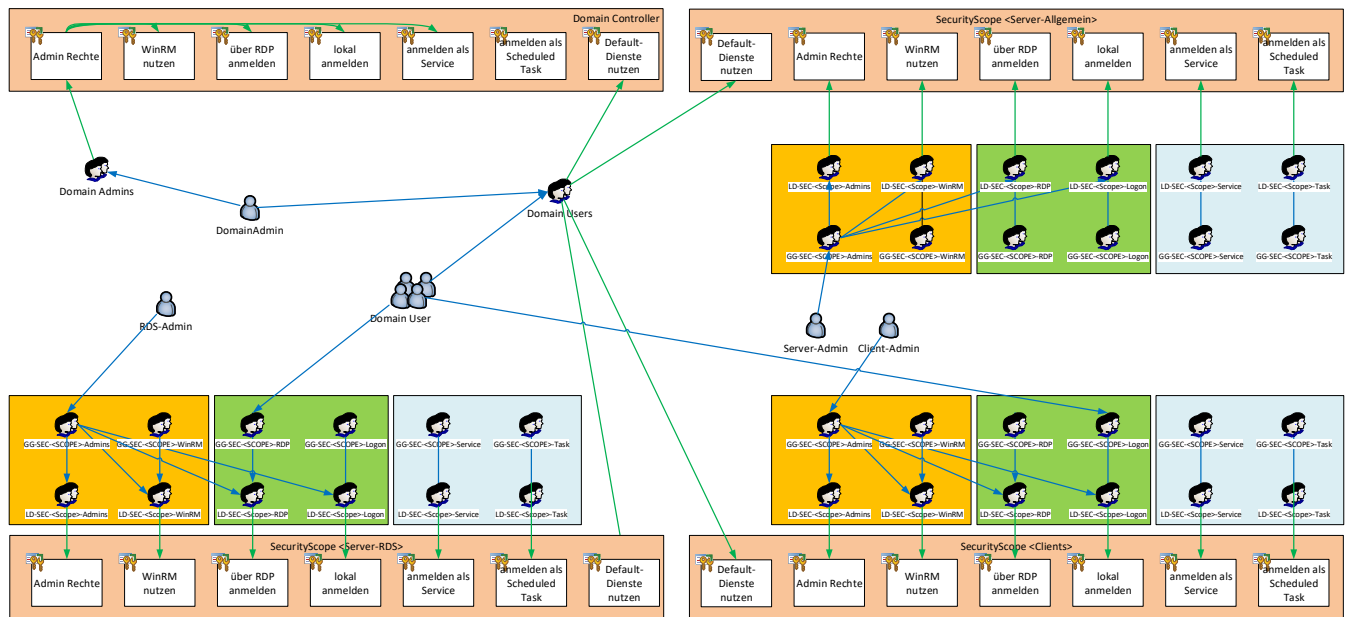 Domain Controller
Admin Rechte
WinRM
nutzen
über RDP
anmelden
lokal
anmelden
anmelden als
Service
anmelden als
Scheduled
Task
Default-
Dienste
nutzen
SecurityScope <Server-Allgemein>
Default-
Dienste
nutzen
Admin Rechte
WinRM
nutzen
über RDP
anmelden
lokal
anmelden
anmelden als
Service
anmelden als
Scheduled
Task
Domain Admins
DomainAdmin
Domain Users
LD-SEC-<Scope>-Admins
LD-SEC-<Scope>-WinRM
LD-SEC-<Scope>-RDP
LD-SEC-<Scope>-Logon
LD-SEC-<Scope>-Service
LD-SEC-<Scope>-Task
GG-SEC-<SCOPE>-Admins
GG-SEC-<SCOPE>-WinRM
GG-SEC-<SCOPE>-RDP
GG-SEC-<SCOPE>-Logon
GG-SEC-<SCOPE>-Service
GG-SEC-<SCOPE>-Task
RDS-Admin
Domain User
Server-Admin
Client-Admin
GG-SEC-<SCOPE>-Admins
GG-SEC-<SCOPE>-WinRM
GG-SEC-<SCOPE>-RDP
GG-SEC-<SCOPE>-Logon
GG-SEC-<SCOPE>-Service
GG-SEC-<SCOPE>-Task
LD-SEC-<Scope>-Admins
LD-SEC-<Scope>-WinRM
LD-SEC-<Scope>-RDP
LD-SEC-<Scope>-Logon
LD-SEC-<Scope>-Service
LD-SEC-<Scope>-Task
SecurityScope <Server-RDS>
Admin Rechte
WinRM
nutzen
über RDP
anmelden
lokal
anmelden
anmelden als
Service
anmelden als
Scheduled
Task
Default-
Dienste
nutzen
GG-SEC-<SCOPE>-Admins
GG-SEC-<SCOPE>-WinRM
GG-SEC-<SCOPE>-RDP
GG-SEC-<SCOPE>-Logon
GG-SEC-<SCOPE>-Service
GG-SEC-<SCOPE>-Task
LD-SEC-<Scope>-Admins
LD-SEC-<Scope>-WinRM
LD-SEC-<Scope>-RDP
LD-SEC-<Scope>-Logon
LD-SEC-<Scope>-Service
LD-SEC-<Scope>-Task
SecurityScope <Clients>
Default-
Dienste
nutzen
Admin Rechte
WinRM
nutzen
über RDP
anmelden
lokal
anmelden
anmelden als
Service
anmelden als
Scheduled
Task